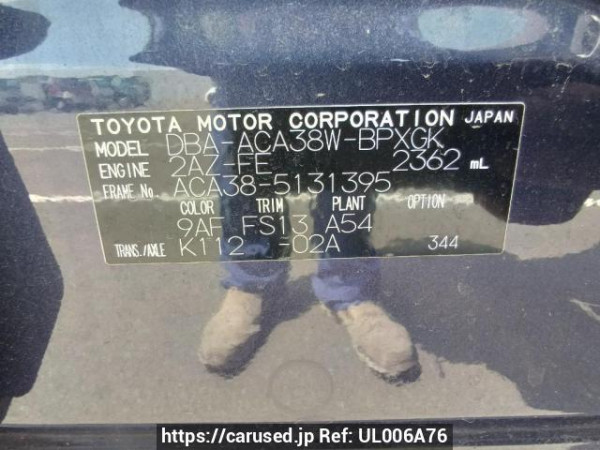 TOYOTA MOTOR CORPORATION JAPAN
MODEL DBA-ACA38W-BPXGK
ENGINE 2AZ-FE 2362 mL
FRAME No. ACA38-5131395
COLOR TRIM PLANT OPTION
9AF FS13 A54
TRANS./AXLE K112 -02A 344
https://carused.jp Ref: UL006A76